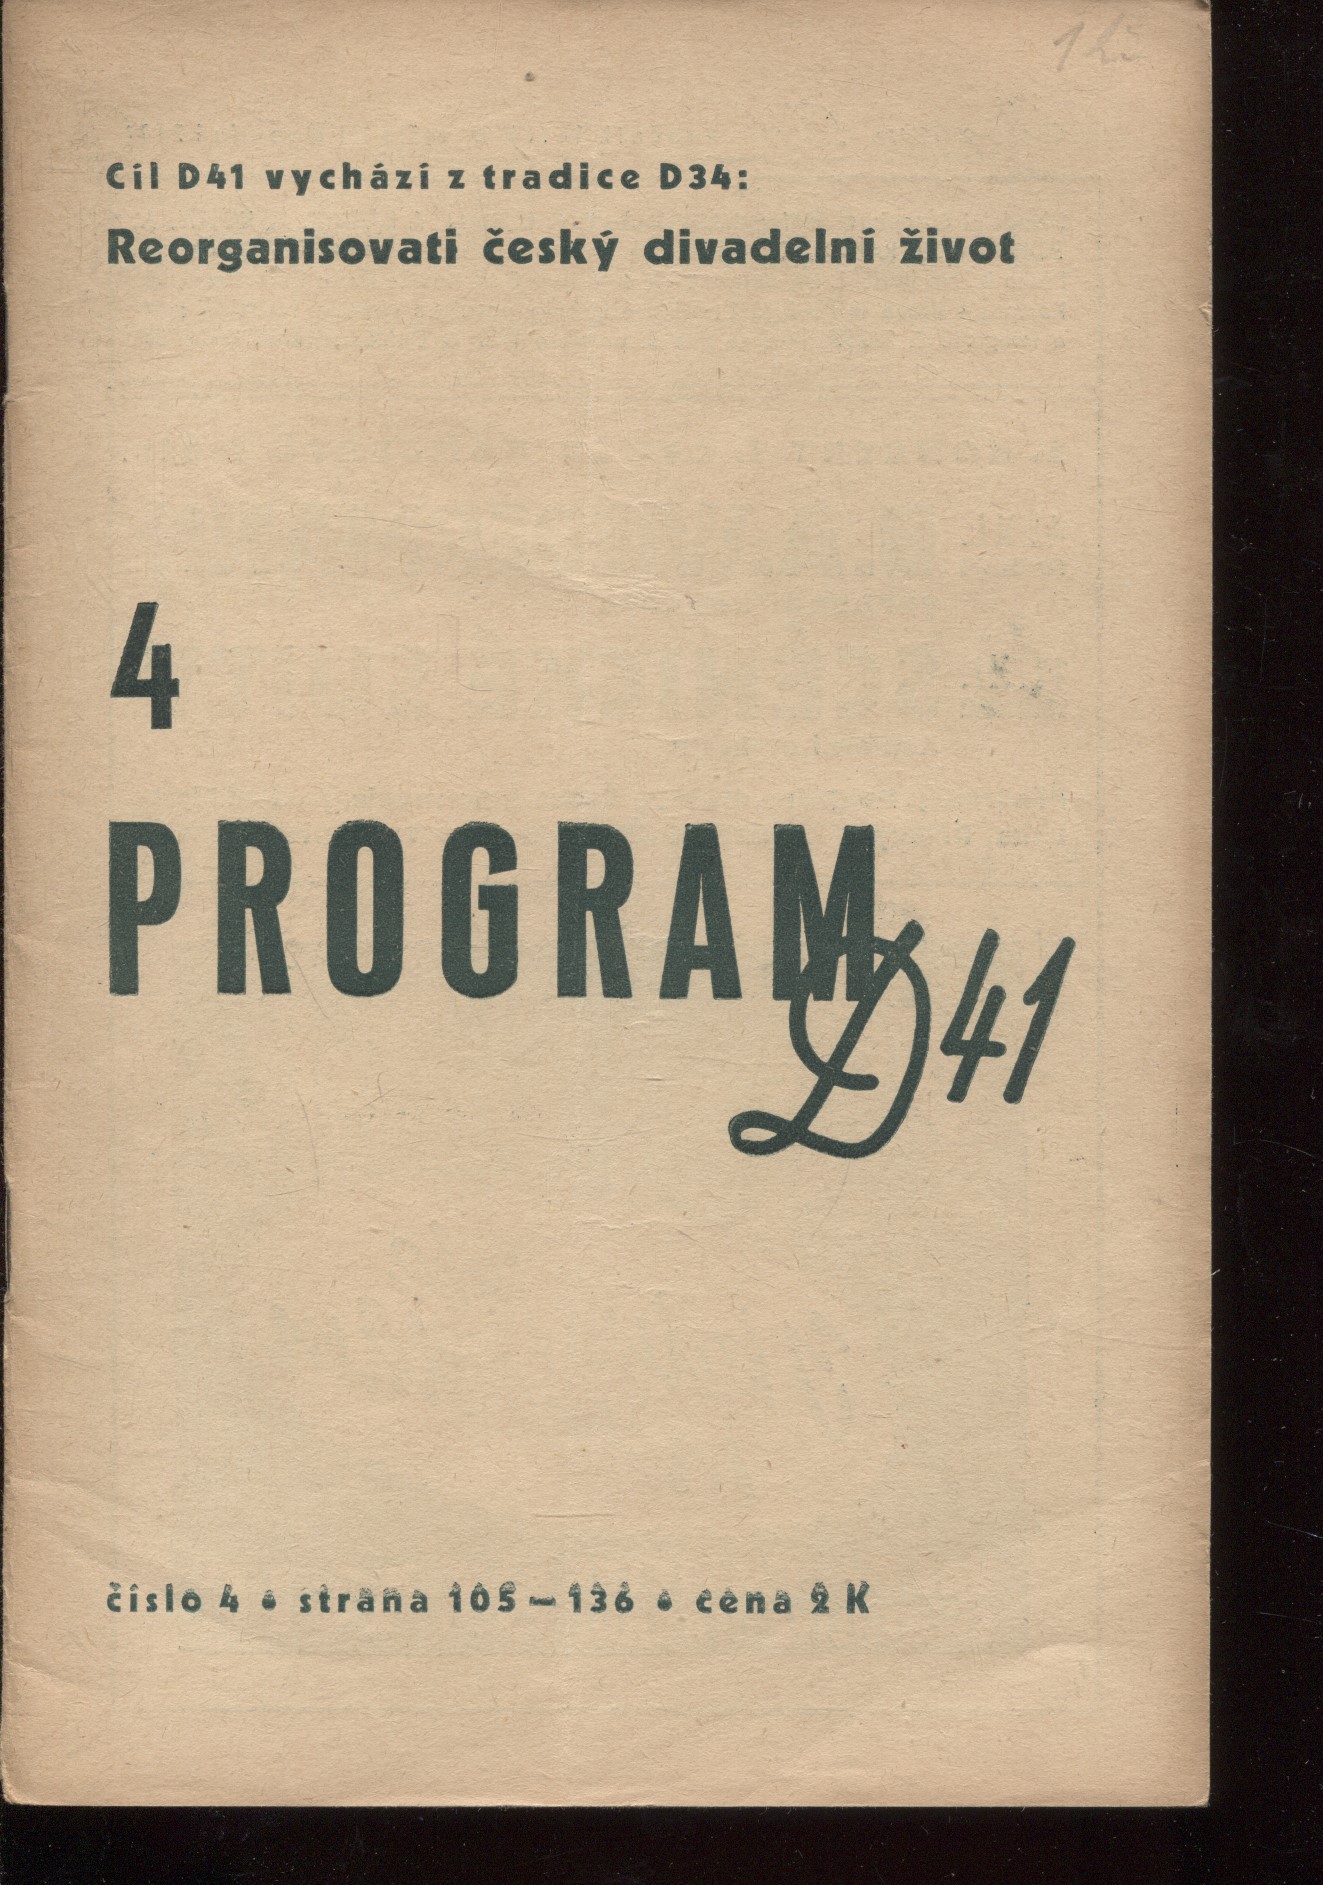 Cíl D41 vychází z tradice D34:
Reorganisovati český divadelní život
4
PROGRAM
D41
číslo 4 • strana 105 – 136 • cena 2 K